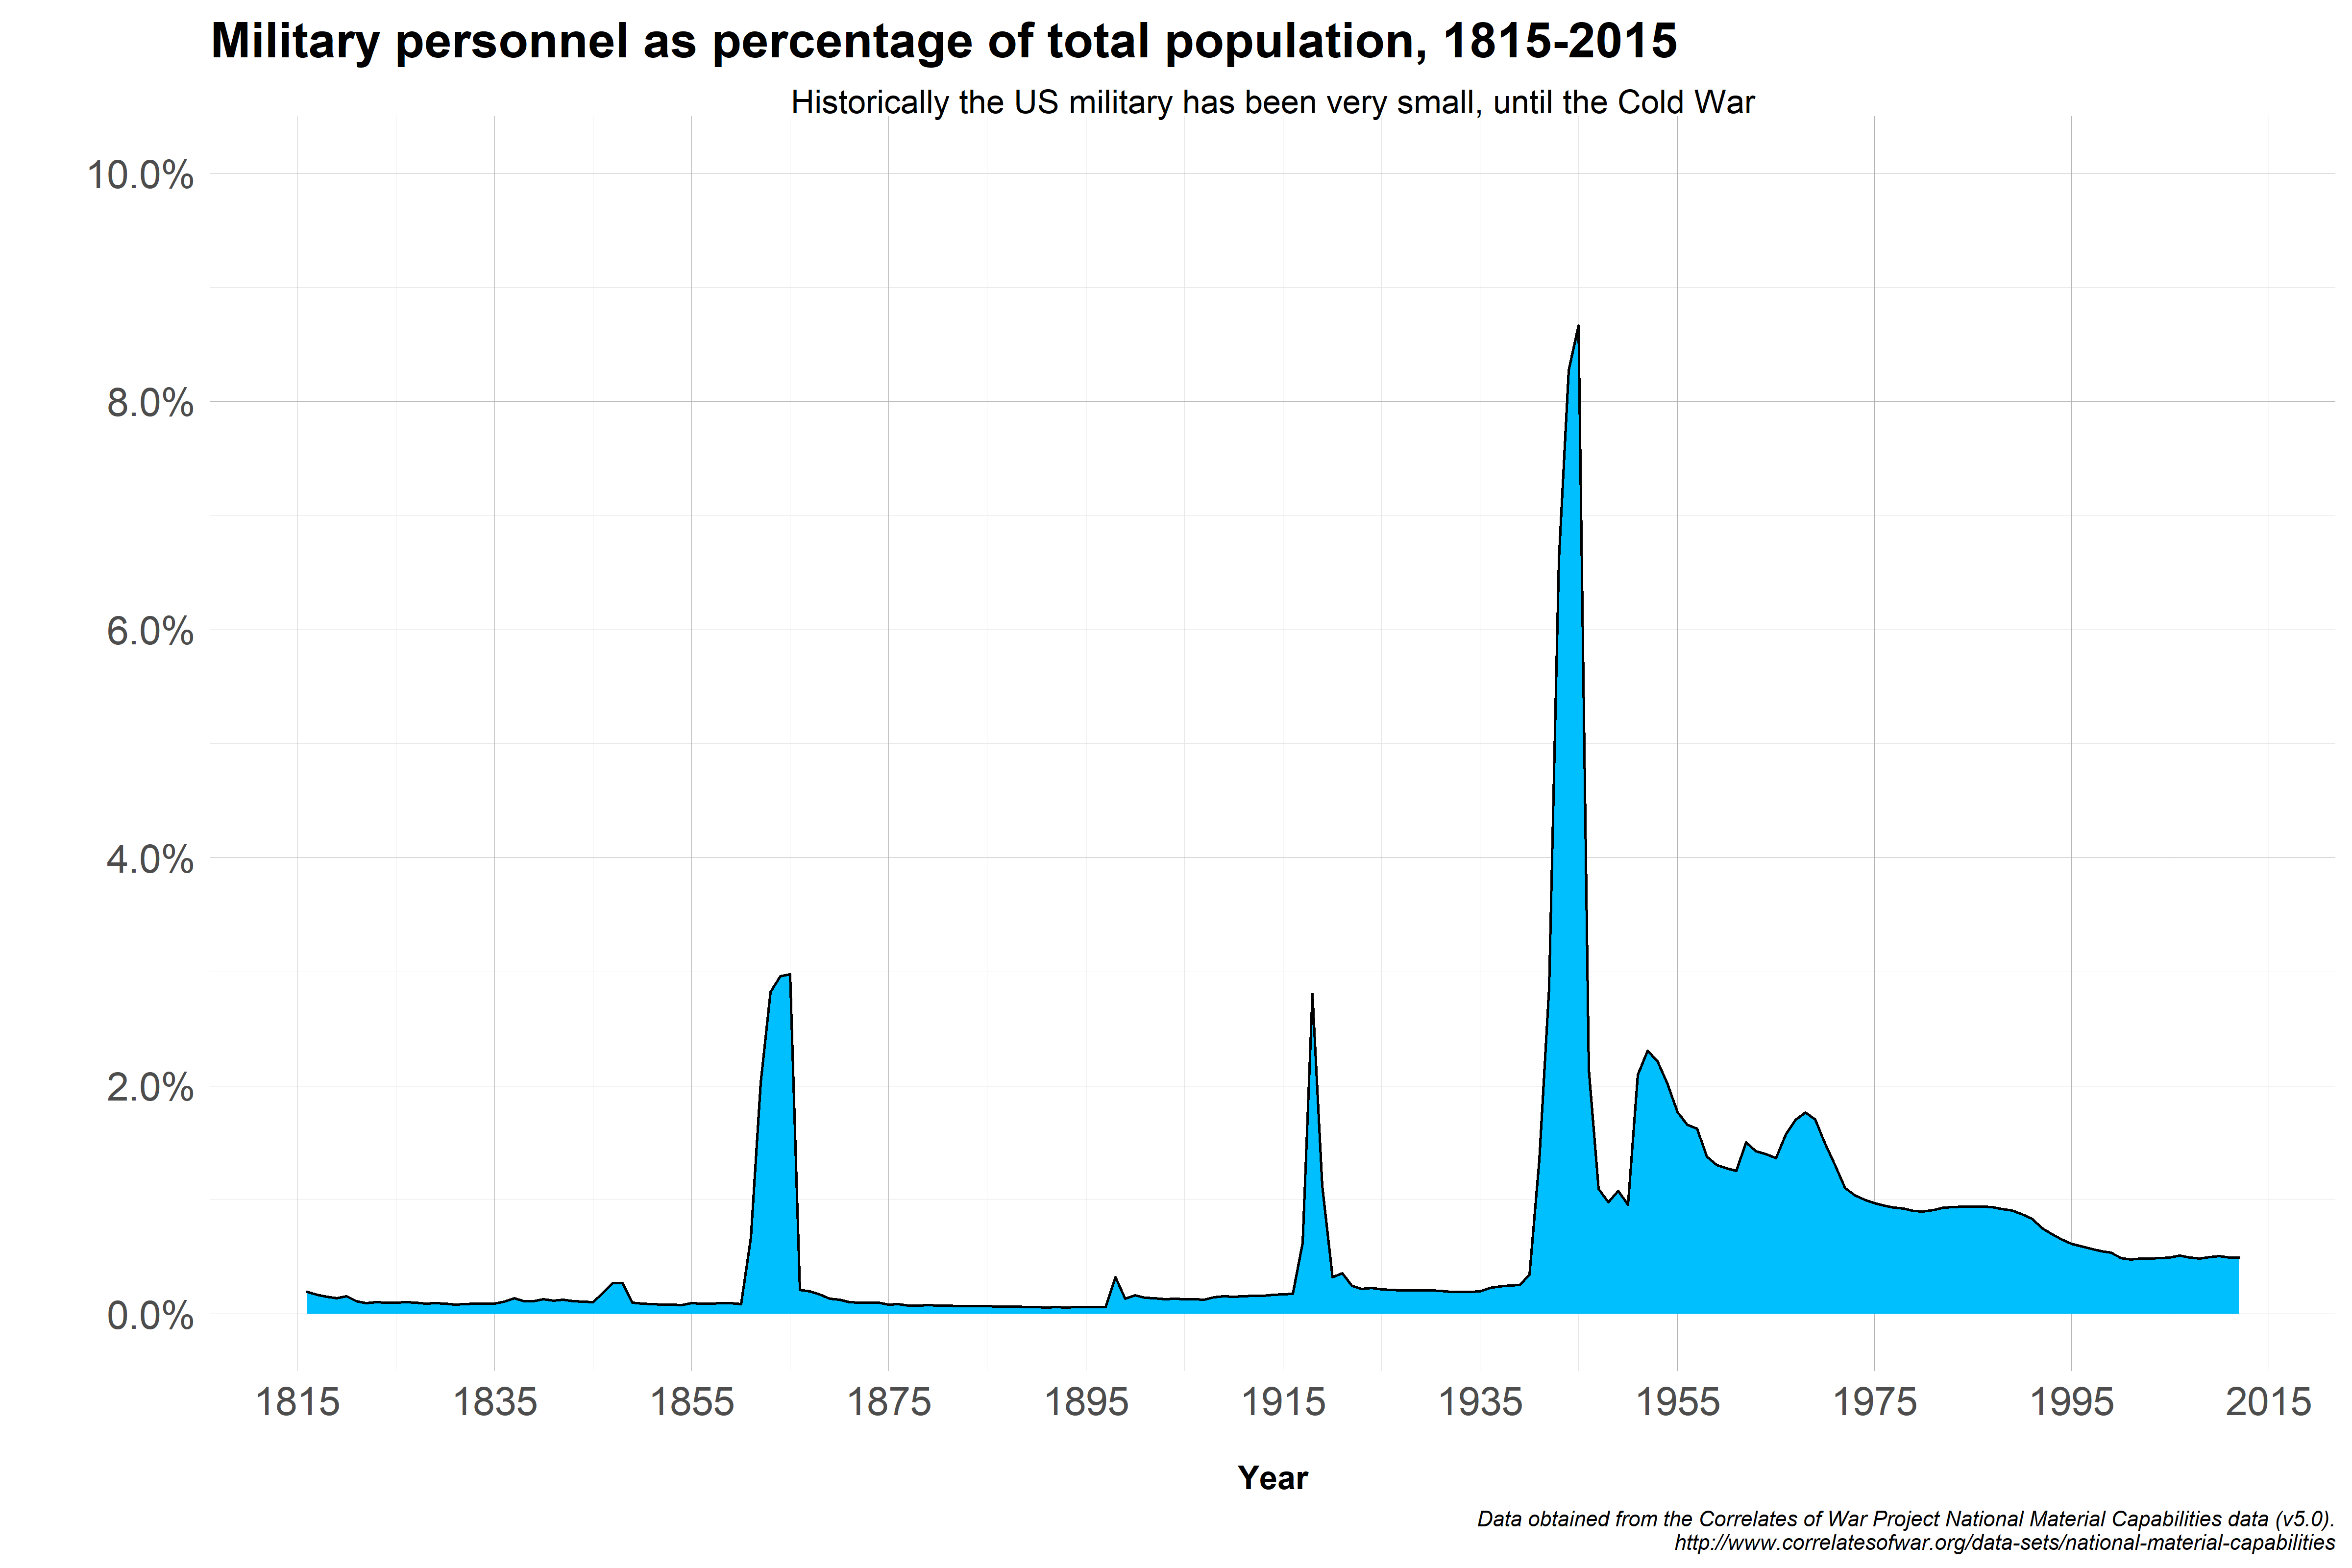 Military personnel as percentage of total population, 1815-2015
Historically the US military has been very small, until the Cold War
10.0%
8.0%
6.0%
4.0%
2.0%
0.0%
1815 1835 1855 1875 1895 1915 1935 1955 1975 1995 2015
Year
Data obtained from the Correlates of War Project National Material Capabilities data (v5.0).
http://www.correlatesofwar.org/data-sets/national-material-capabilities